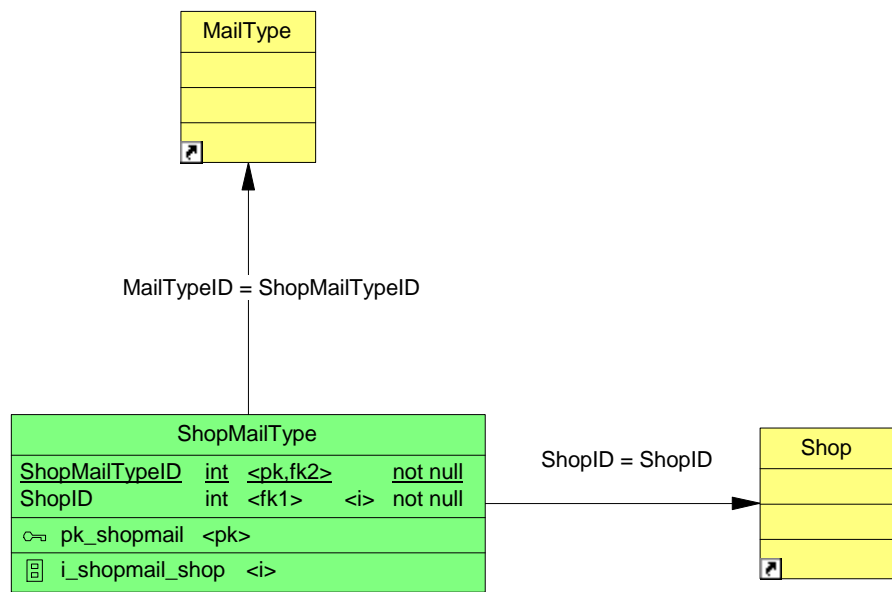 MailType
MailTypeID = ShopMailTypeID
ShopMailType
ShopMailTypeID int <pk,fk2> not null
ShopID int <fk1> <i> not null
pk_shopmail <pk>
i_shopmail_shop <i>
ShopID = ShopID
Shop